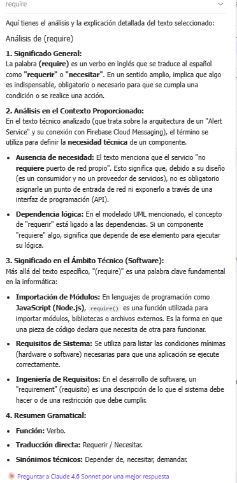 require
Aquí tienes el análisis y la explicación detallada del texto seleccionado:
Análisis de (require)
1. Significado General:
La palabra (require) es un verbo en inglés que se traduce al español
como "requerir" o "necesitar". En un sentido amplio, implica que algo
es indispensable, obligatorio o necesario para que se cumpla una
condición o se realice una acción.
2. Análisis en el Contexto Proporcionado:
En el texto técnico analizado (que trata sobre la arquitectura de un "Alert
Service" y su conexión con Firebase Cloud Messaging), el término se
utiliza para definir la necesidad técnica de un componente.
• Ausencia de necesidad: El texto menciona que el servicio "no
requiere puerto de red propio". Esto significa que, debido a su diseño
(es un consumidor y no un proveedor de servicios), no es obligatorio
asignarle un punto de entrada de red ni exponerlo a través de una
interfaz de programación (API).
• Dependencia lógica: En el modelado UML mencionado, el concepto
de "requerir" está ligado a las dependencias. Si un componente
"requiere" algo, significa que depende de ese elemento para ejecutar
su lógica.
3. Significado en el Ámbito Técnico (Software):
Más allá del texto específico, "(require)" es una palabra clave fundamental
en la informática:
• Importación de Módulos: En lenguajes de programación como
JavaScript (Node.js), require() es una función utilizada para
importar módulos, bibliotecas o archivos externos. Es la forma en que
una pieza de código declara que necesita de otra para funcionar.
• Requisitos de Sistema: Se utiliza para listar las condiciones mínimas
(hardware o software) necesarias para que una aplicación se ejecute
correctamente.
• Ingeniería de Requisitos: En el desarrollo de software, un
"requirement" (requisito) es una descripción de lo que el sistema debe
hacer o de una restricción que debe cumplir.
4. Resumen Gramatical:
• Función: Verbo.
• Traducción directa: Requerir / Necesitar.
• Sinónimos técnicos: Depender de, necesitar, demandar.
Preguntar a Claude 4.6 Sonnet por una mejor respuesta